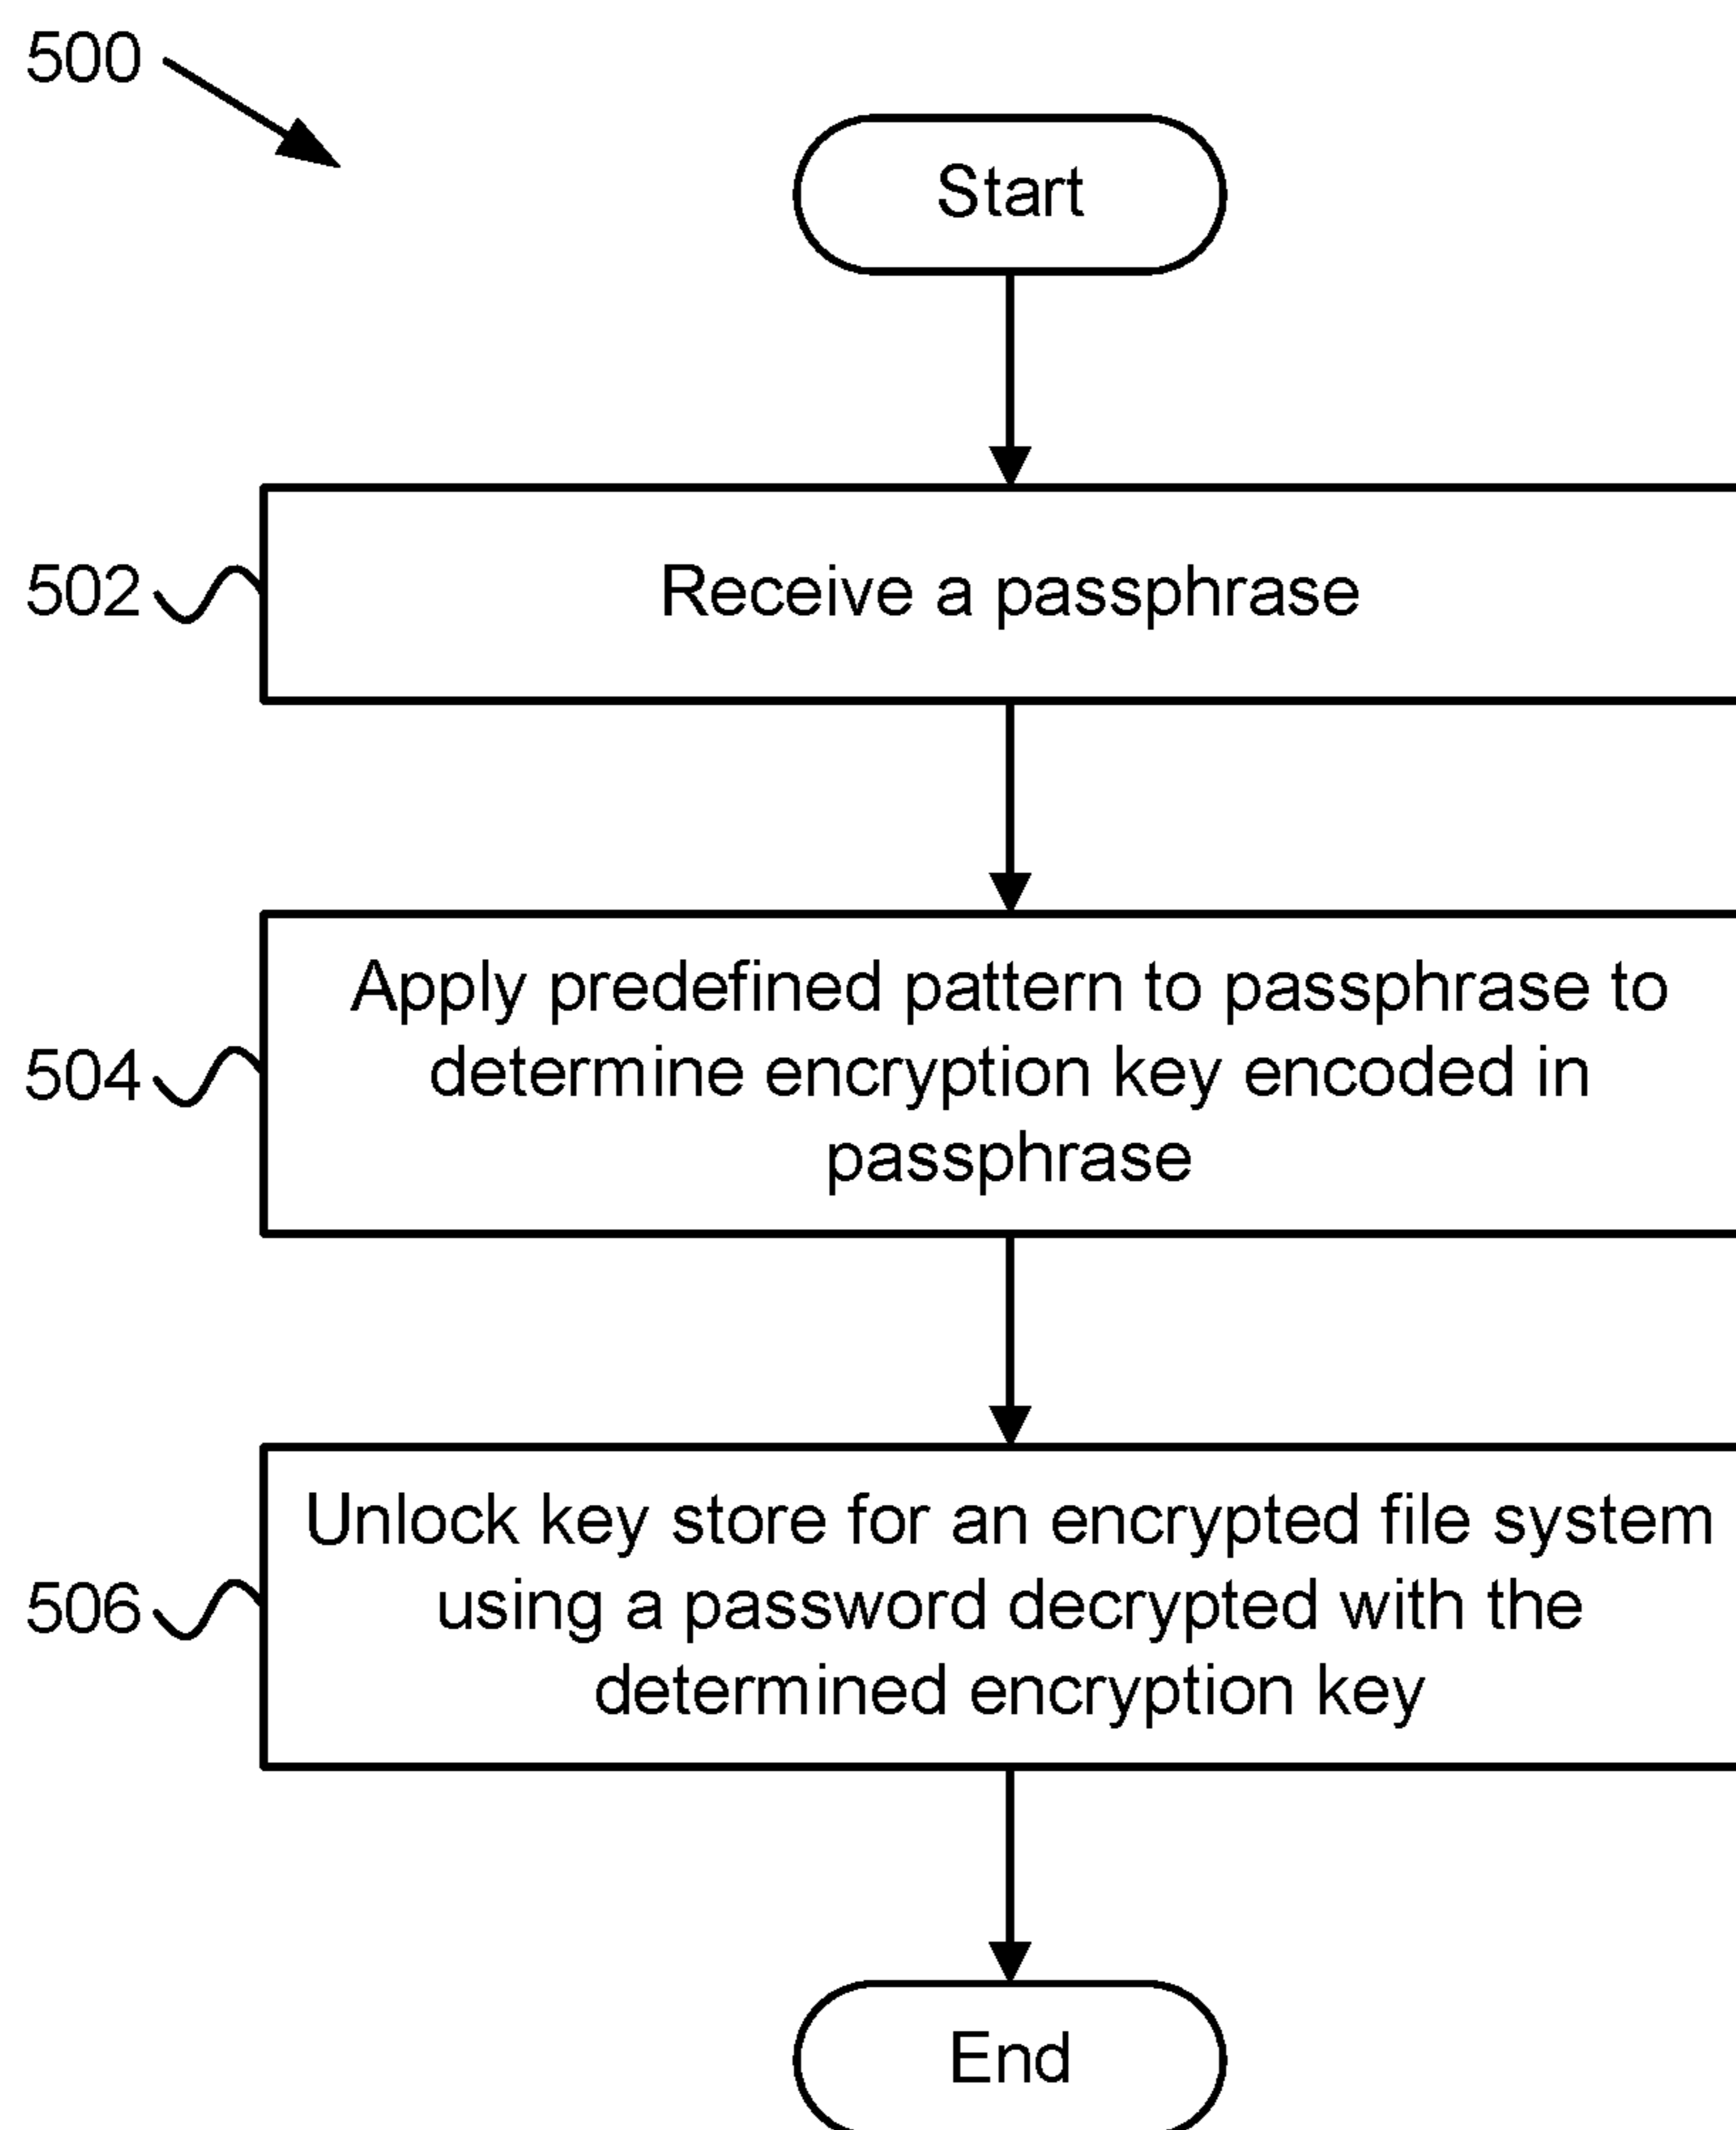 500
Start
502
Receive a passphrase
Apply predefined pattern to passphrase to
504
determine encryption key encoded in
passphrase
Unlock key store for an encrypted file system
506
using a password decrypted with the
determined encryption key
End